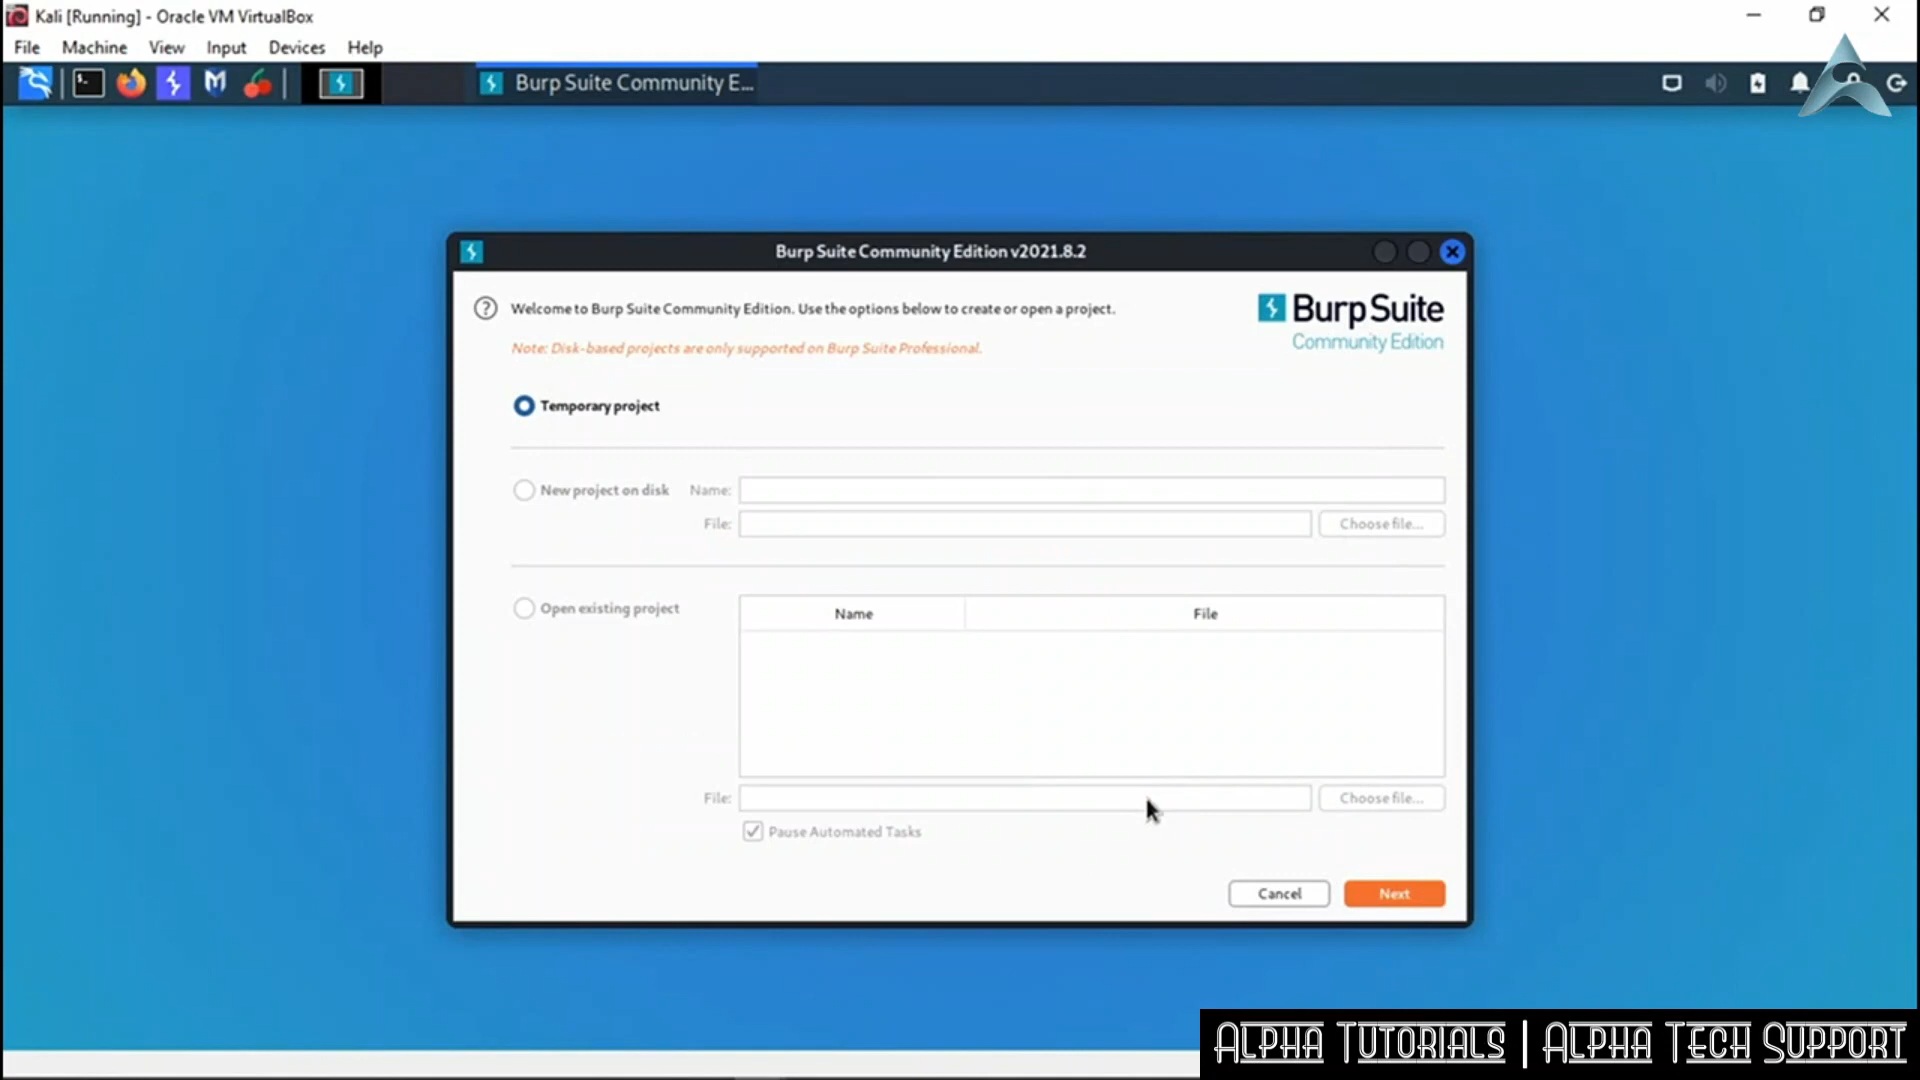 Kali [Running] - Oracle VM VirtualBox
File Machine View Input Devices Help
Burp Suite Community E...
Burp Suite Community Edition v2021.8.2
Welcome to Burp Suite Community Edition. Use the options below to create or open a project.
Note: Disk-based projects are only supported on Burp Suite Professional.
Burp Suite
Community Edition
Temporary project
New project on disk Name:
File: Choose file...
Open existing project Name File
File: Choose file...
Pause Automated Tasks
Cancel Next
Alpha Tutorials | Alpha Tech Support